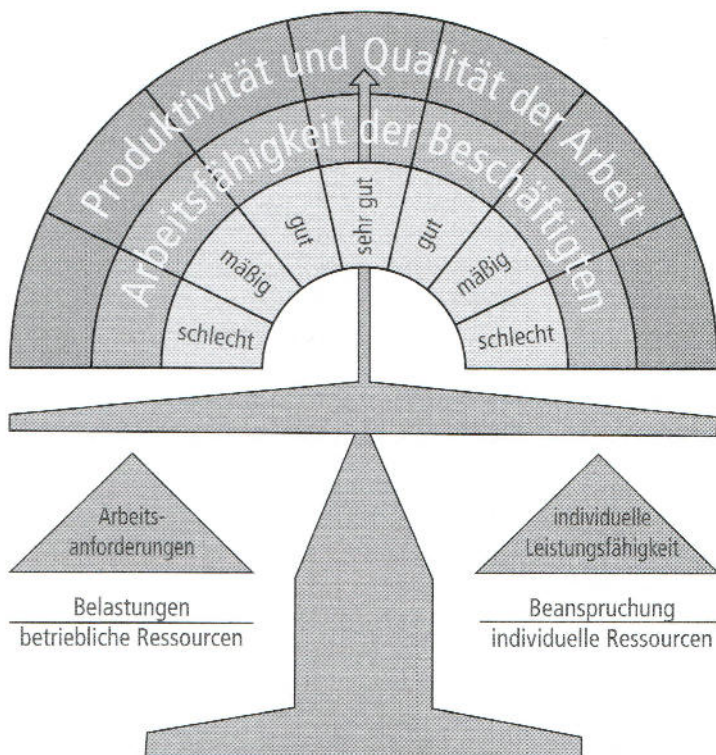 Produktivität und Qualität der Arbeit
Arbeitsfähigkeit der Beschäftigten
schlecht
mäßig
gut
sehr gut
gut
mäßig
schlecht
Arbeits-
anforderungen
individuelle
Leistungsfähigkeit
Belastungen
betriebliche Ressourcen
Beanspruchung
individuelle Ressourcen